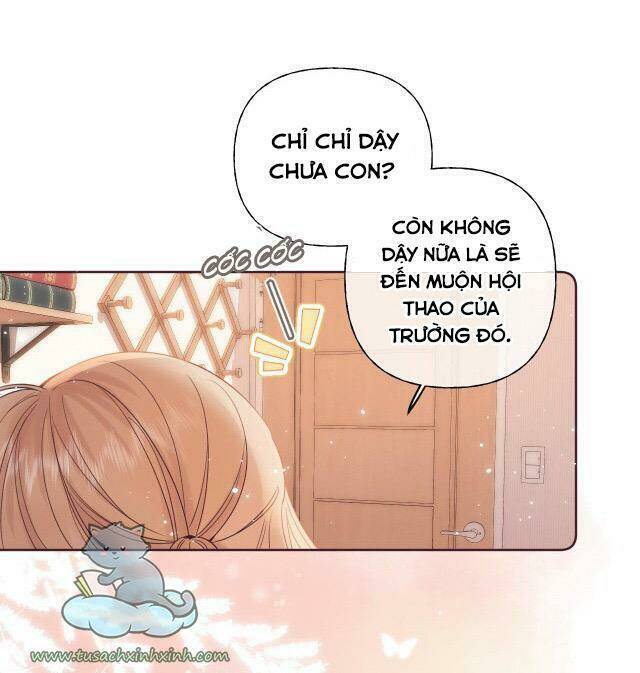 CHỈ CHỈ DẬY
CHƯA CON?
CÒN KHÔNG
DẬY NỮA LÀ SẼ
ĐẾN MUỘN HỘI
THAO CỦA
TRƯỜNG ĐÓ.
CỐC CỐC
www.tusachxinhxinh.com